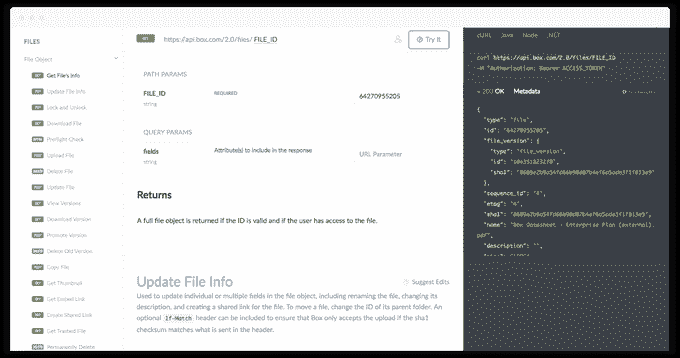 FILES
File Object
Get File's Info
Update File Info
Lock and Unlock
Download File
Preflight Check
Upload File
Delete File
Update File
View Versions
Download Version
Promote Version
Delete Old Version
Copy File
Get Thumbnail
Get Embed Link
Create Shared Link
Get Trashed File
Permanently Delete
https://api.box.com/2.0/files/FILE_ID
Try It
PATH PARAMS
FILE_ID REQUIRED 64270955205
string
QUERY PARAMS
fields Attribute(s) to include in the response URL Parameter
string
Returns
A full file object is returned if the ID is valid and if the user has access to the file.
Update File Info Suggest Edits
Used to update individual or multiple fields in the file object, including renaming the file, changing its
description, and creating a shared link for the file. To move a file, change the ID of its parent folder. An
optional If-Match header can be included to ensure that Box only accepts the upload if the sha1
checksum matches what is sent in the header.
cURL Java Node .NET
curl https://api.box.com/2.0/files/FILE_ID
-H "Authorization: Bearer ACCESS_TOKEN"
200 OK Metadata
{
"type": "file",
"id": "64270955205"
"file_version": {
"type": "file_version",
"id":
"sha1":
},
"sequence_id":
"etag":
"sha1":
"name": "Box Datasheet - Enterprise Plan (external).
pdf",
"description": "",